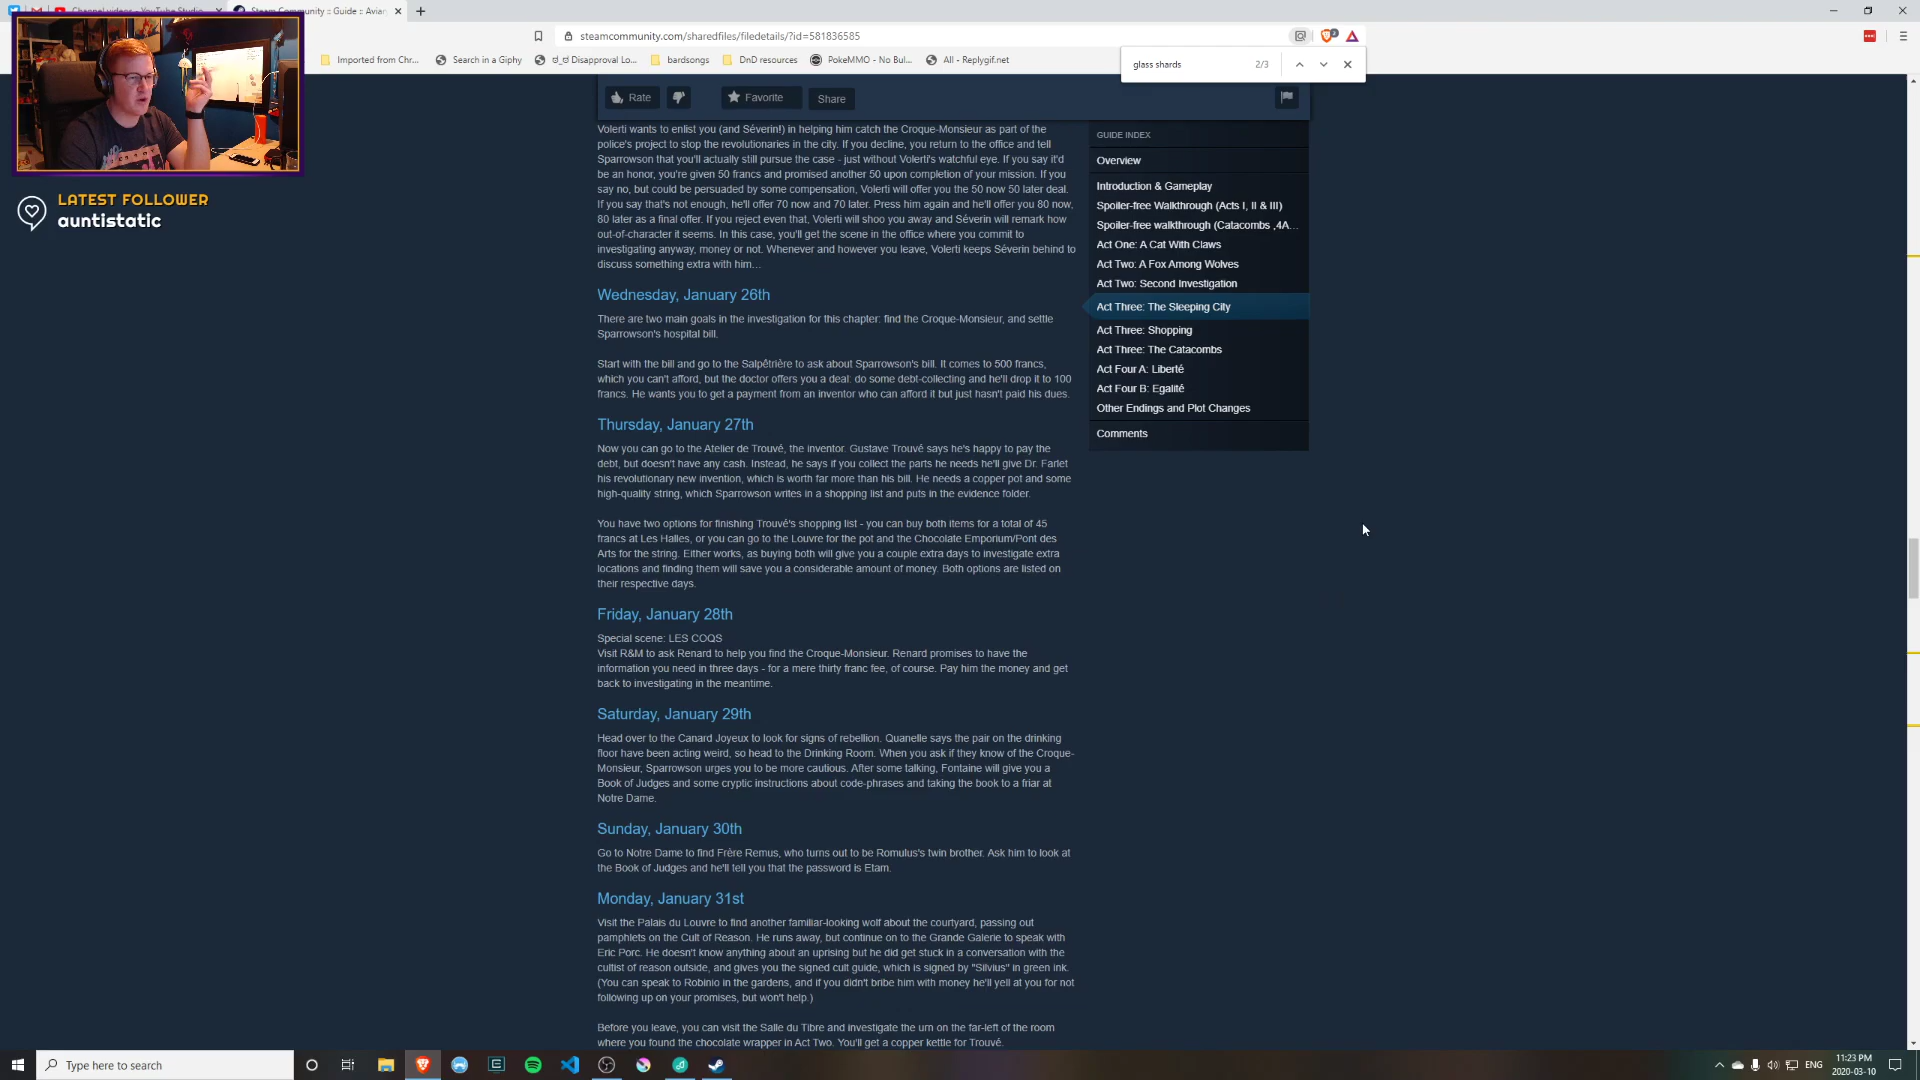 Channel videos - YouTube Studio
Steam Community :: Guide :: Aviar
steamcommunity.com/sharedfiles/filedetails/?id=581836585
Imported from Chr...
Search in a Giphy
ಠ_ಠ Disapproval Lo...
bardsongs
DnD resources
PokeMMO - No Bul...
All - Replygif.net
glass shards
2/3
Rate
Favorite
Share
LATEST FOLLOWER
auntistatic
Volerti wants to enlist you (and Séverin!) in helping him catch the Croque-Monsieur as part of the
police's project to stop the revolutionaries in the city. If you decline, you return to the office and tell
Sparrowson that you'll actually still pursue the case - just without Volerti's watchful eye. If you say it'd
be an honor, you're given 50 francs and promised another 50 upon completion of your mission. If you
say no, but could be persuaded by some compensation, Volerti will offer you the 50 now 50 later deal.
If you say that's not enough, he'll offer 70 now and 70 later. Press him again and he'll offer you 80 now,
80 later as a final offer. If you reject even that, Volerti will shoo you away and Séverin will remark how
out-of-character it seems. In this case, you'll get the scene in the office where you commit to
investigating anyway, money or not. Whenever and however you leave, Volerti keeps Séverin behind to
discuss something extra with him…
Wednesday, January 26th
There are two main goals in the investigation for this chapter: find the Croque-Monsieur, and settle
Sparrowson's hospital bill.
Start with the bill and go to the Salpêtrière to ask about Sparrowson's bill. It comes to 500 francs,
which you can't afford, but the doctor offers you a deal: do some debt-collecting and he'll drop it to 100
francs. He wants you to get a payment from an inventor who can afford it but just hasn't paid his dues.
Thursday, January 27th
Now you can go to the Atelier de Trouvé, the inventor. Gustave Trouvé says he's happy to pay the
debt, but doesn't have any cash. Instead, he says if you collect the parts he needs he'll give Dr. Farlet
his revolutionary new invention, which is worth far more than his bill. He needs a copper pot and some
high-quality string, which Sparrowson writes in a shopping list and puts in the evidence folder.
You have two options for finishing Trouvé's shopping list - you can buy both items for a total of 45
francs at Les Halles, or you can go to the Louvre for the pot and the Chocolate Emporium/Pont des
Arts for the string. Either works, as buying both will give you a couple extra days to investigate extra
locations and finding them will save you a considerable amount of money. Both options are listed on
their respective days.
Friday, January 28th
Special scene: LES COQS
Visit R&M to ask Renard to help you find the Croque-Monsieur. Renard promises to have the
information you need in three days - for a mere thirty franc fee, of course. Pay him the money and get
back to investigating in the meantime.
Saturday, January 29th
Head over to the Canard Joyeux to look for signs of rebellion. Quanelle says the pair on the drinking
floor have been acting weird, so head to the Drinking Room. When you ask if they know of the Croque-
Monsieur, Sparrowson urges you to be more cautious. After some talking, Fontaine will give you a
Book of Judges and some cryptic instructions about code-phrases and taking the book to a friar at
Notre Dame.
Sunday, January 30th
Go to Notre Dame to find Frère Remus, who turns out to be Romulus's twin brother. Ask him to look at
the Book of Judges and he'll tell you that the password is Etam.
Monday, January 31st
Visit the Palais du Louvre to find another familiar-looking wolf about the courtyard, passing out
pamphlets on the Cult of Reason. He runs away, but continue on to the Grande Galerie to speak with
Eric Porc. He doesn't know anything about an uprising but he did get stuck in a conversation with the
cultist of reason outside, and gives you the signed cult guide, which is signed by "Silvius" in green ink.
(You can speak to Robinio in the gardens, and if you didn't bribe him with money he'll yell at you for not
following up on your promises, but won't help.)
Before you leave, you can visit the Salle du Tibre and investigate the urn on the far-left of the room
where you found the chocolate wrapper in Act Two. You'll get a copper kettle for Trouvé.
GUIDE INDEX
Overview
Introduction & Gameplay
Spoiler-free Walkthrough (Acts I, II & III)
Spoiler-free walkthrough (Catacombs ,4A...
Act One: A Cat With Claws
Act Two: A Fox Among Wolves
Act Two: Second Investigation
Act Three: The Sleeping City
Act Three: Shopping
Act Three: The Catacombs
Act Four A: Liberté
Act Four B: Egalité
Other Endings and Plot Changes
Comments
Type here to search
ENG
11:23 PM
2020-03-10